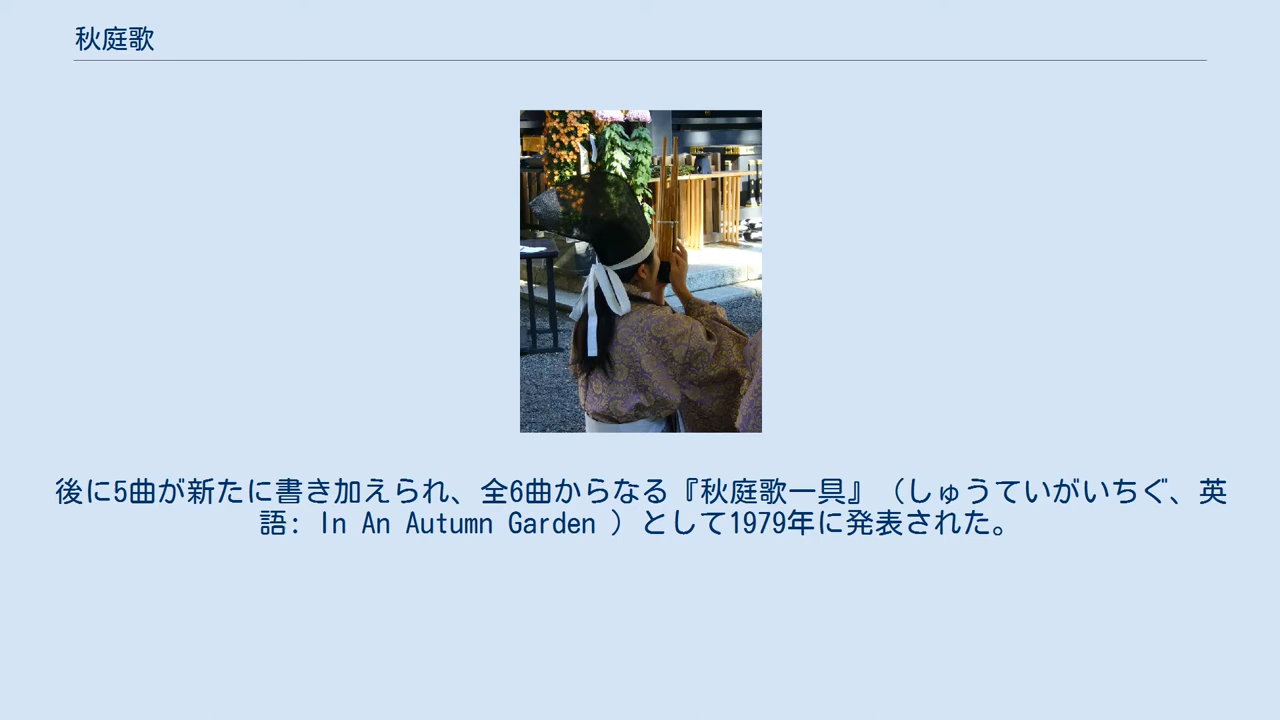 秋庭歌
後に5曲が新たに書き加えられ、全6曲からなる『秋庭歌一具』（しゅうていがいちぐ、英
語: In An Autumn Garden ）として1979年に発表された。